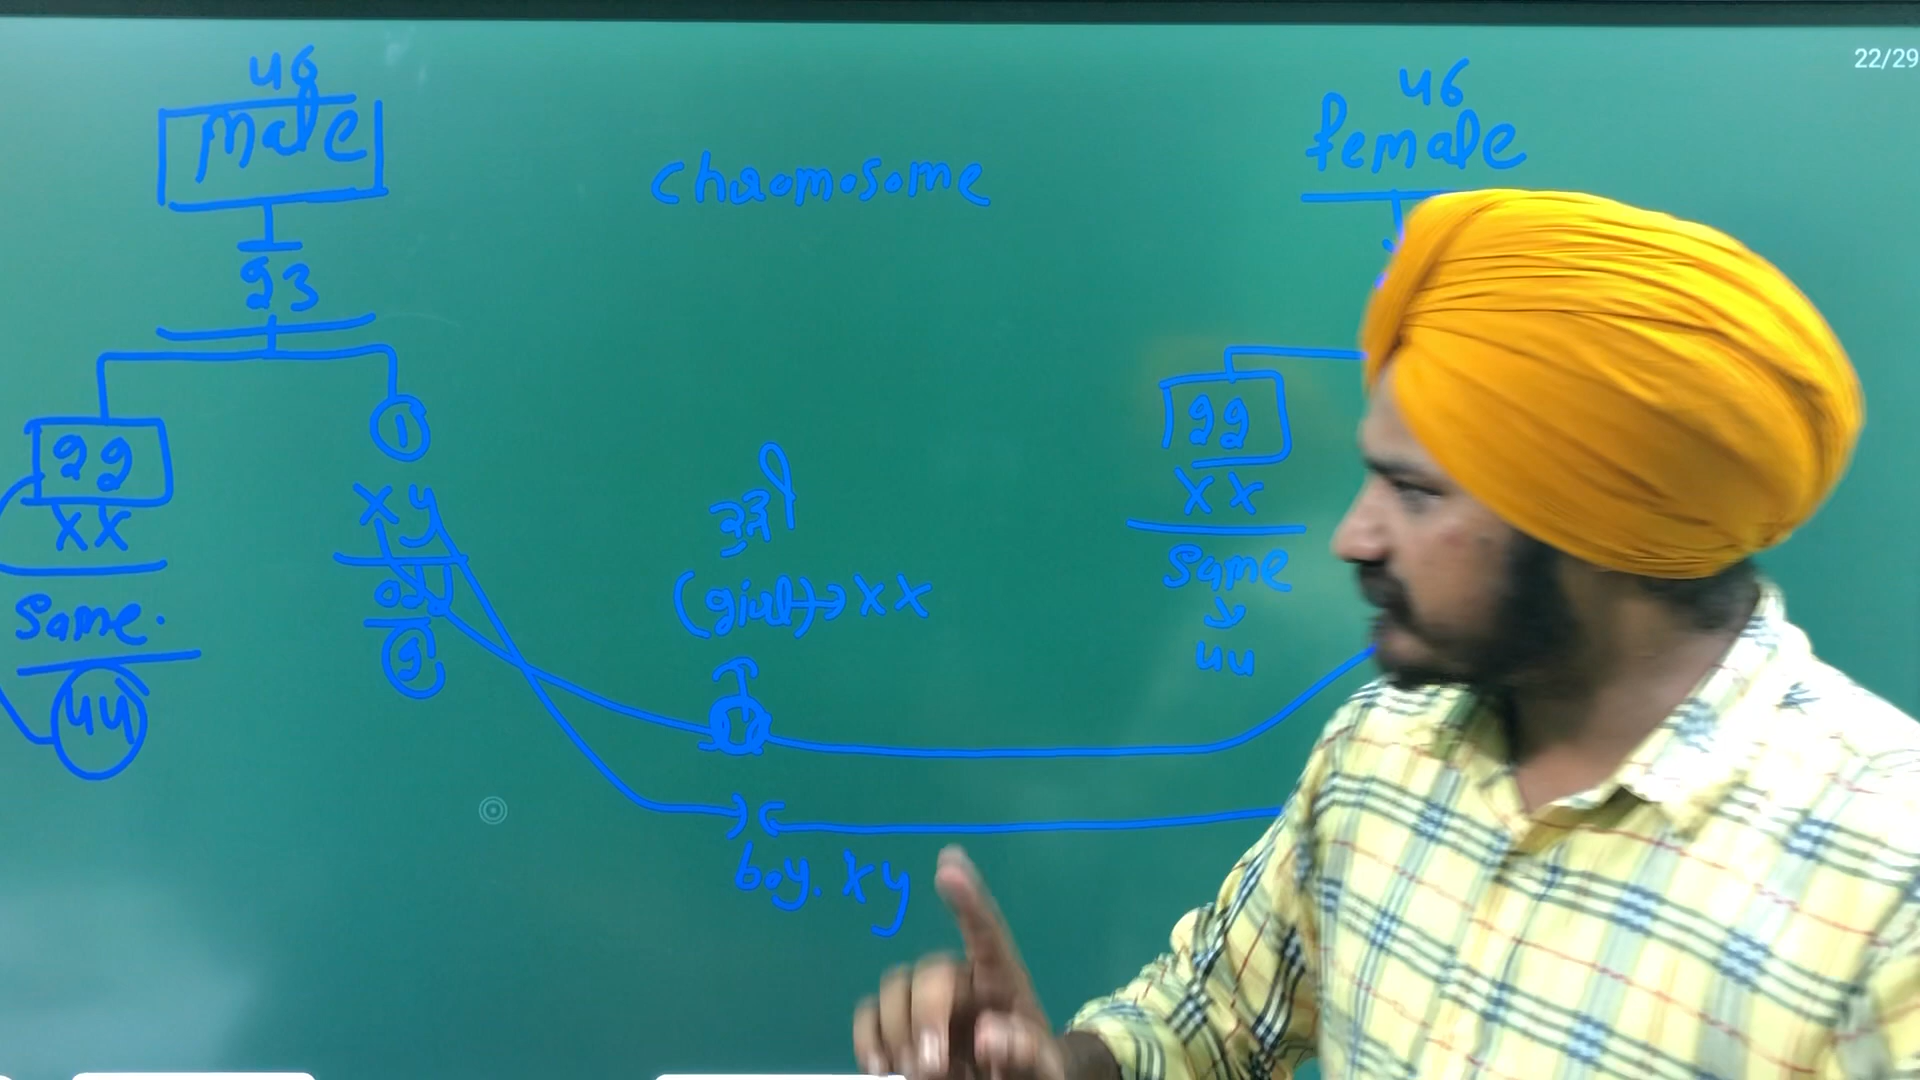 22/29
46
male
23
22
1
XX
XY
same.
44
chromosome
(girl) → XX
boy. XY
46
female
22
XX
same
44